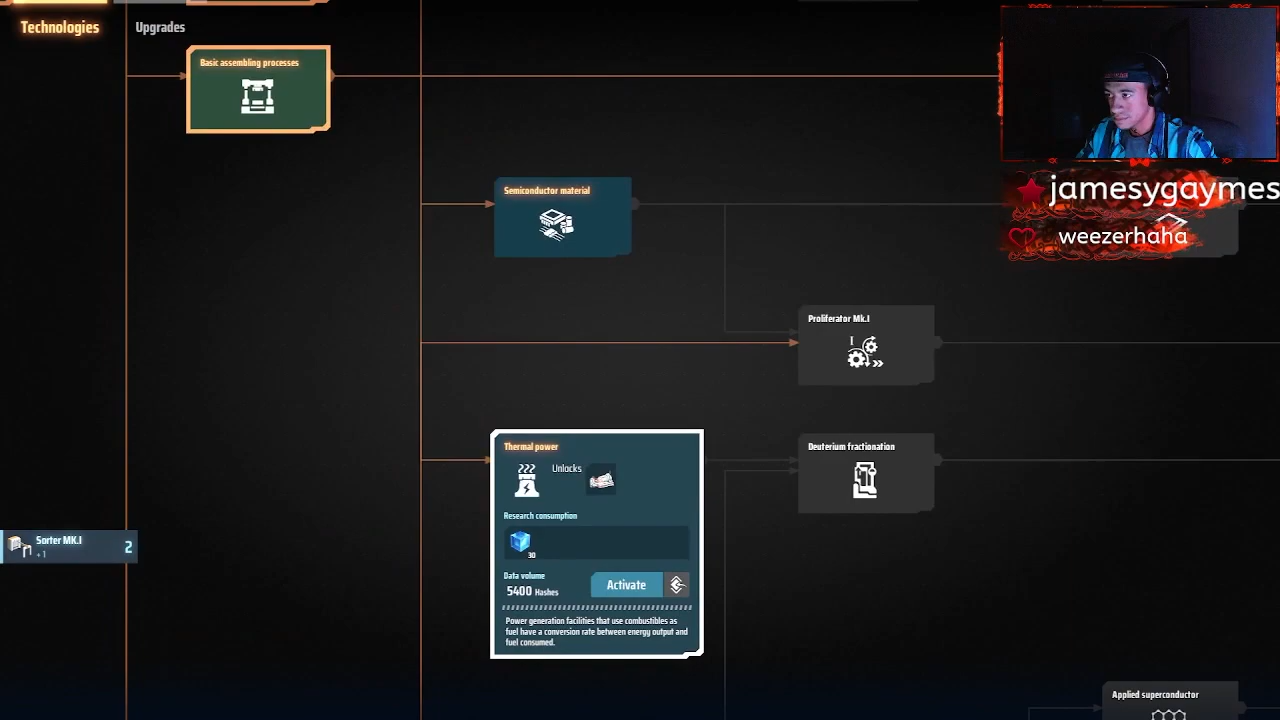 Technologies
Upgrades
Basic assembling processes
Semiconductor material
jamesygaymes
weezerhaha
Proliferator Mk.I
I
Thermal power
Unlocks
Research consumption
30
Data volume
5400 Hashes
Activate
Power generation facilities that use combustibles as
fuel have a conversion rate between energy output and
fuel consumed.
Deuterium fractionation
Sorter MK.I
+1
2
Applied superconductor